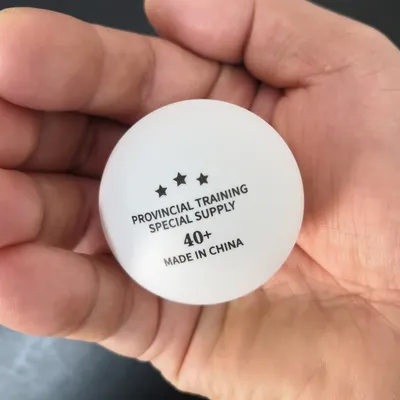 ★★★
PROVINCIAL TRAINING
SPECIAL SUPPLY
40+
MADE IN CHINA